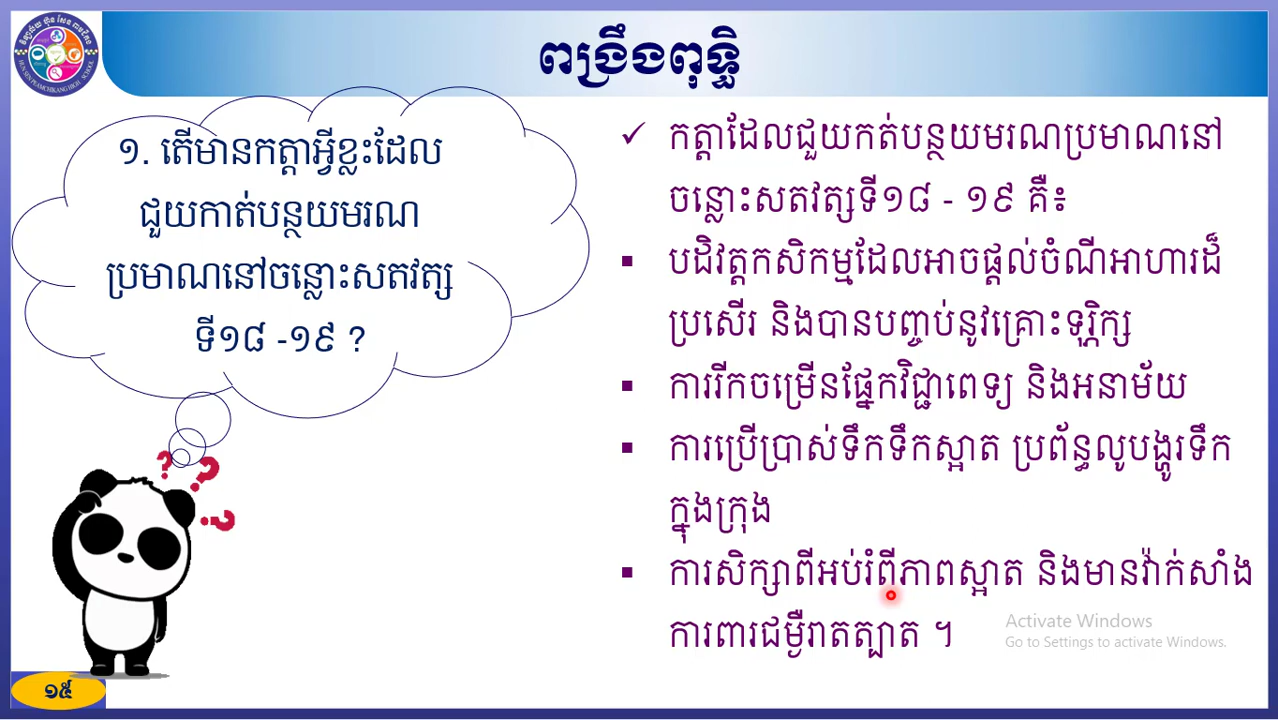 ពង្រឹងពុទ្ធិ
១. តើមានកត្តាអ្វីខ្លះដែល
ជួយកាត់បន្ថយមរណ
ប្រមាណនៅចន្លោះសតវត្ស
ទី១៨ -១៩ ?
✓ កត្តាដែលជួយកត់បន្ថយមរណប្រមាណនៅ
ចន្លោះសតវត្សទី១៨ - ១៩ គឺ៖
▪ បដិវត្តកសិកម្មដែលអាចផ្តល់ចំណីអាហារដ៏
ប្រសើរ និងបានបញ្ចប់នូវគ្រោះទុរ្ភិក្ស
▪ ការរីកចម្រើនផ្នែកវិជ្ជាពេទ្យ និងអនាម័យ
▪ ការប្រើប្រាស់ទឹកទឹកស្អាត ប្រព័ន្ធលូបង្ហូរទឹក
ក្នុងក្រុង
▪ ការសិក្សាពីអប់រំពីភាពស្អាត និងមានវ៉ាក់សាំង
ការពារជម្ងឺរាតត្បាត ។
Activate Windows
Go to Settings to activate Windows.
១៥